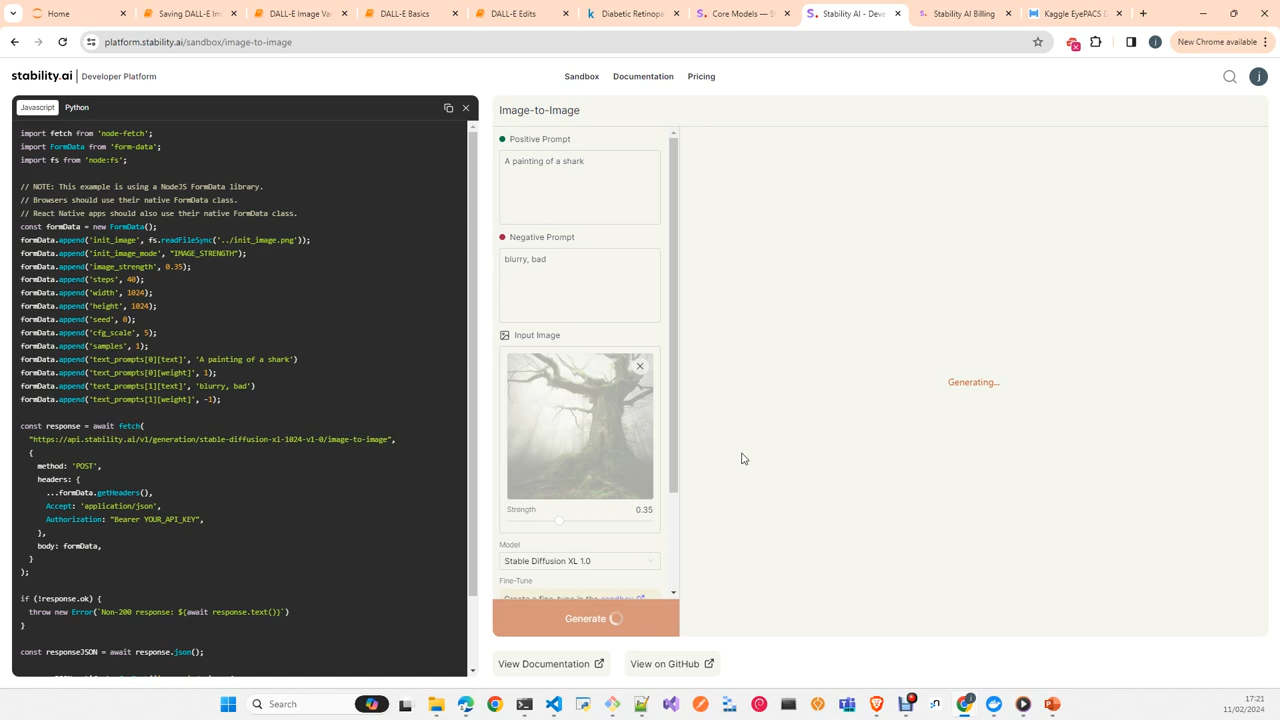 Home
Saving DALL-E Im
DALL-E Image Va
DALL-E Basics
DALL-E Edits
Diabetic Retinop
Core Models — S
Stability AI - Deve
Stability AI Billing
Kaggle EyePACS D
platform.stability.ai/sandbox/image-to-image
New Chrome available
stability.ai | Developer Platform
Sandbox
Documentation
Pricing
j
Javascript
Python
import fetch from 'node-fetch';
import FormData from 'form-data';
import fs from 'node:fs';
// NOTE: This example is using a NodeJS FormData library.
// Browsers should use their native FormData class.
// React Native apps should also use their native FormData class.
const formData = new FormData();
formData.append('init_image', fs.readFileSync('../init_image.png'));
formData.append('init_image_mode', "IMAGE_STRENGTH");
formData.append('image_strength', 0.35);
formData.append('steps', 40);
formData.append('width', 1024);
formData.append('height', 1024);
formData.append('seed', 0);
formData.append('cfg_scale', 5);
formData.append('samples', 1);
formData.append('text_prompts[0][text]', 'A painting of a shark')
formData.append('text_prompts[0][weight]', 1);
formData.append('text_prompts[1][text]', 'blurry, bad')
formData.append('text_prompts[1][weight]', -1);
const response = await fetch(
"https://api.stability.ai/v1/generation/stable-diffusion-xl-1024-v1-0/image-to-image",
{
method: 'POST',
headers: {
...formData.getHeaders(),
Accept: 'application/json',
Authorization: "Bearer YOUR_API_KEY",
},
body: formData,
}
);
if (!response.ok) {
throw new Error(`Non-200 response: ${await response.text()}`)
}
const responseJSON = await response.json();
Image-to-Image
Positive Prompt
A painting of a shark
Negative Prompt
blurry, bad
Input Image
Strength 0.35
Model
Stable Diffusion XL 1.0
Fine-Tune
Create a fine-tune in the sandbox
Generate
Generating...
View Documentation
View on GitHub
Search
17:21
11/02/2024